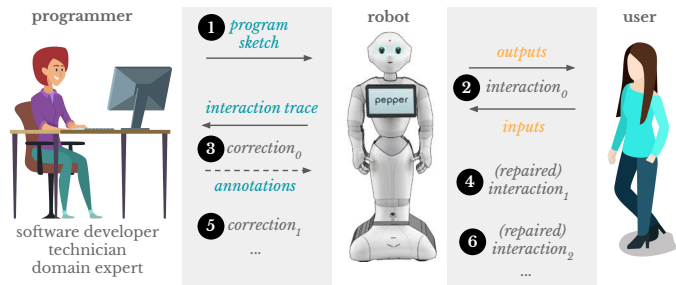 programmer
robot
user
1 program
sketch
interaction trace
3 correction0
annotations
5 correction1
...
software developer
technician
domain expert
pepper
outputs
2 interaction0
inputs
4 (repaired)
interaction1
6 (repaired)
interaction2
...